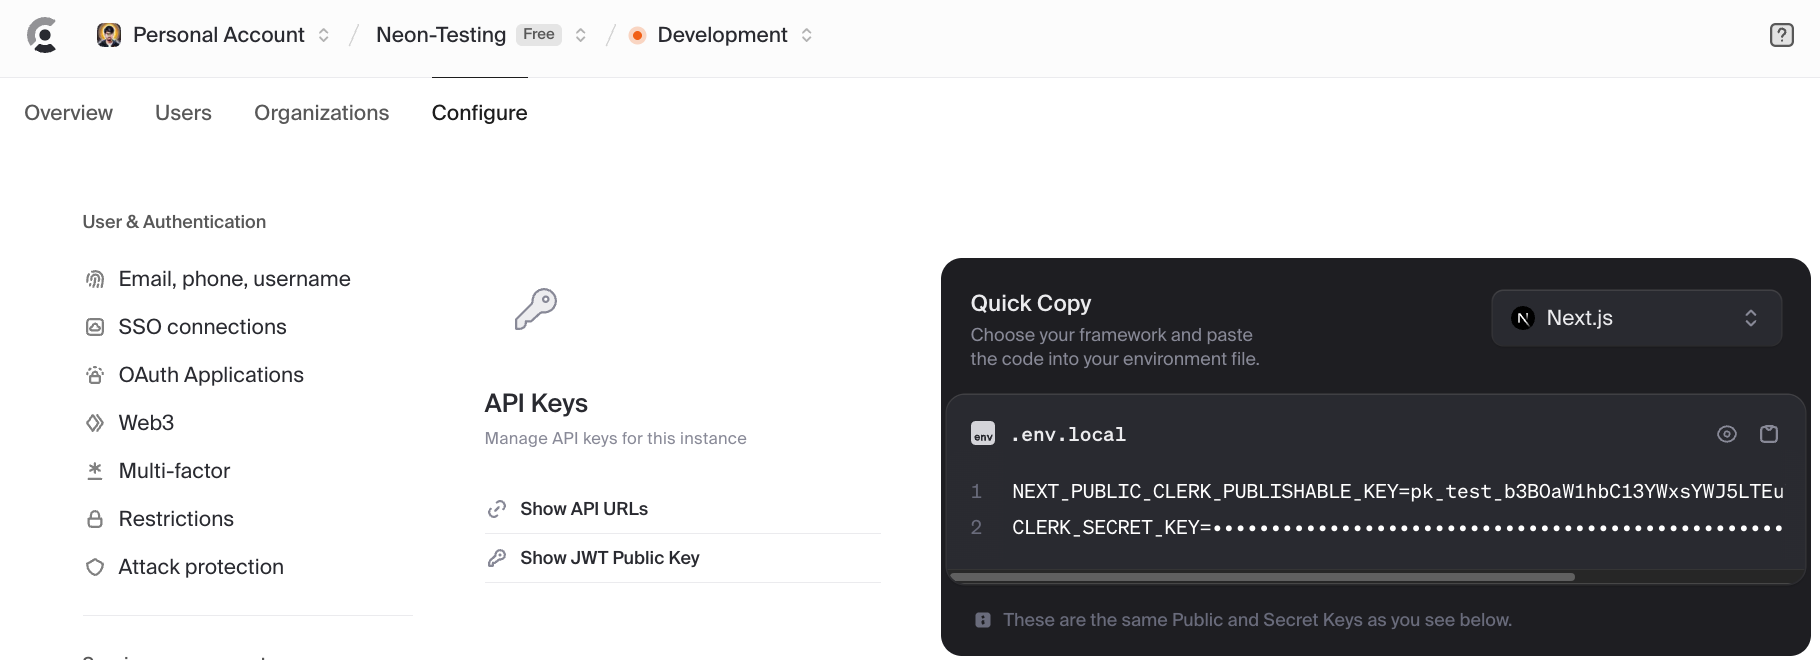 Personal Account / Neon-Testing Free / Development ?
Overview Users Organizations Configure
User & Authentication
Email, phone, username
SSO connections
OAuth Applications
Web3
Multi-factor
Restrictions
Attack protection
API Keys
Manage API keys for this instance
Show API URLs
Show JWT Public Key
Quick Copy
Choose your framework and paste
the code into your environment file.
N Next.js
env .env.local
1 NEXT_PUBLIC_CLERK_PUBLISHABLE_KEY=pk_test_b3BOaW1hbC13YWxsYWJ5LTEu
2 CLERK_SECRET_KEY=••••••••••••••••••••••••••••••••••••••••••••••••
These are the same Public and Secret Keys as you see below.